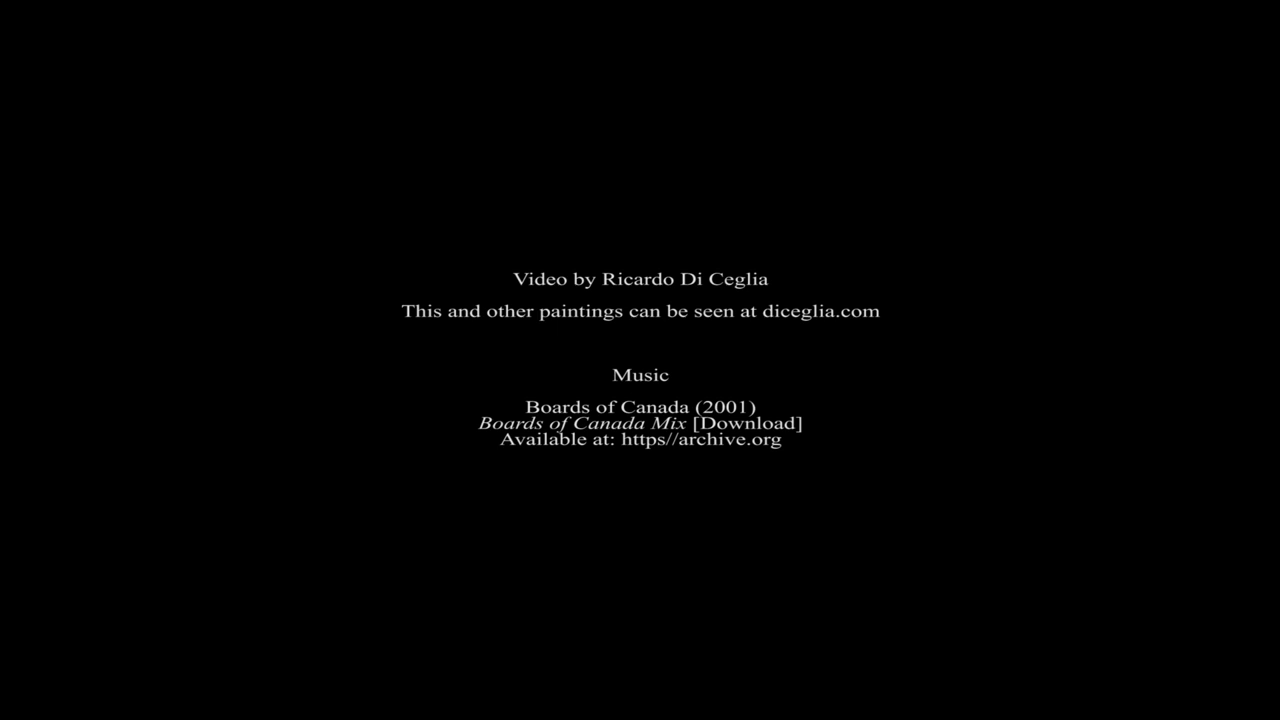 Video by Ricardo Di Ceglia
This and other paintings can be seen at diceglia.com
Music
Boards of Canada (2001)
Boards of Canada Mix [Download]
Available at: https//archive.org